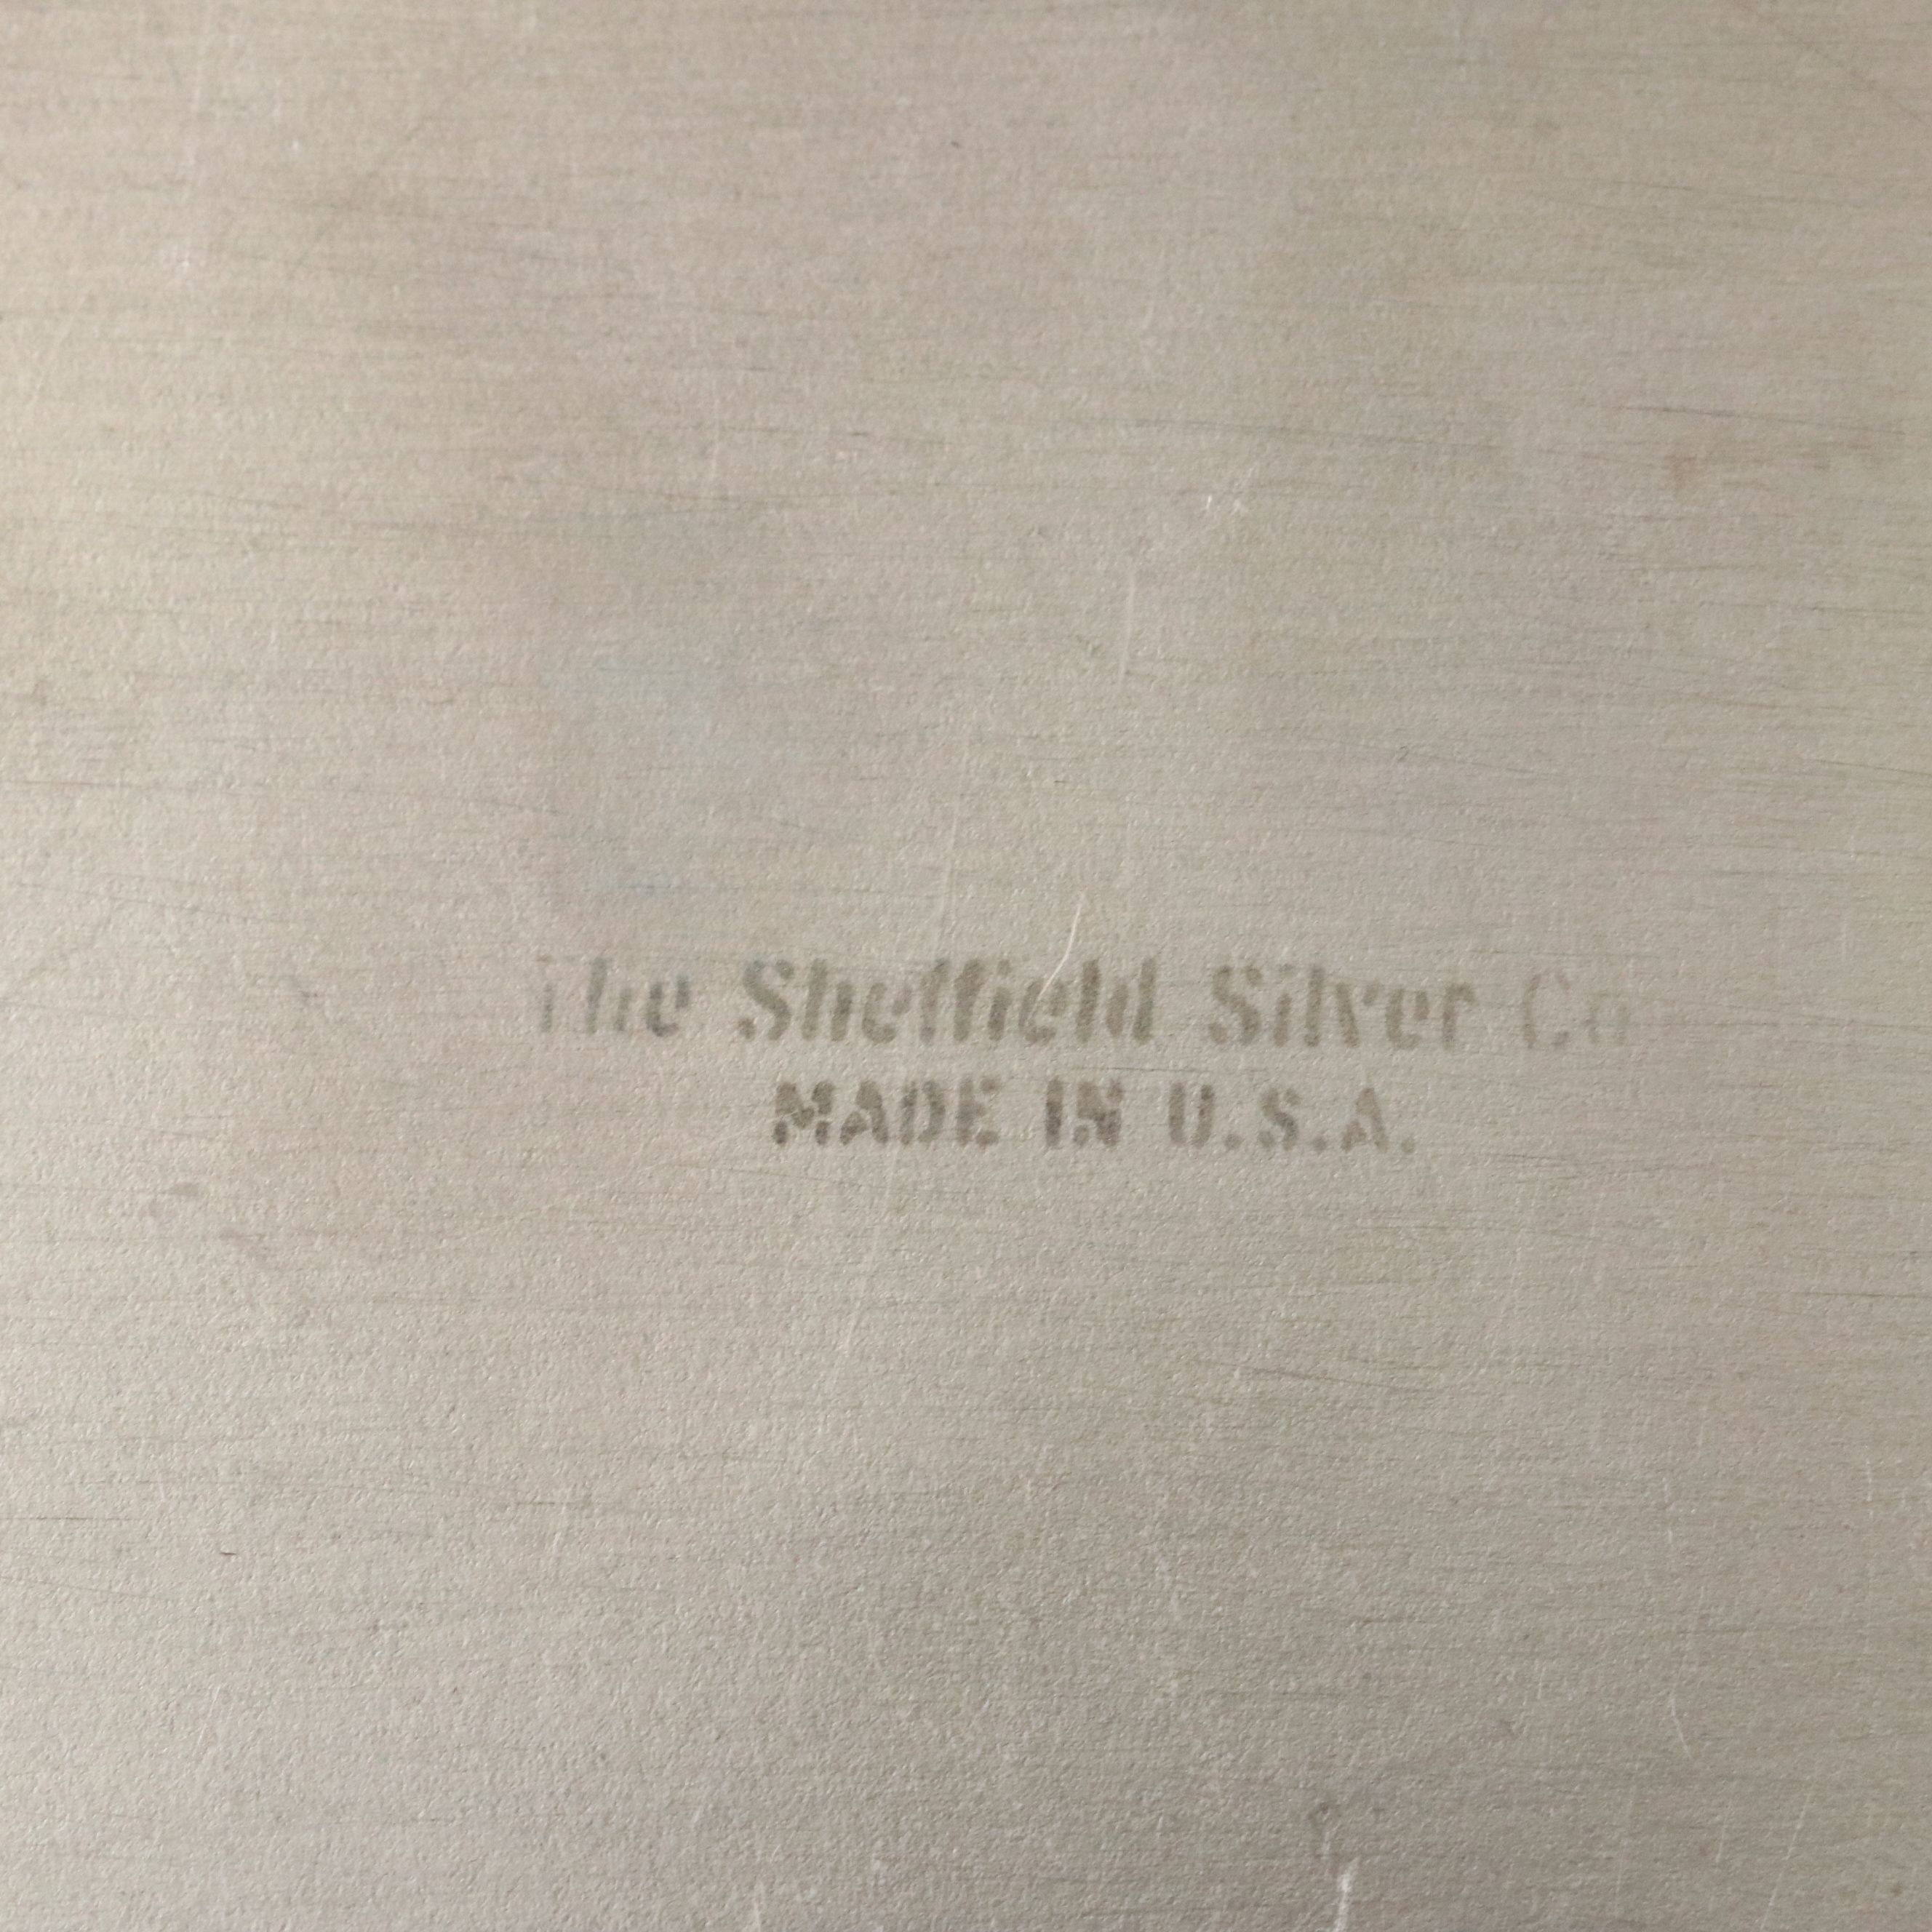 The Sheffield Silver Co
MADE IN U.S.A.